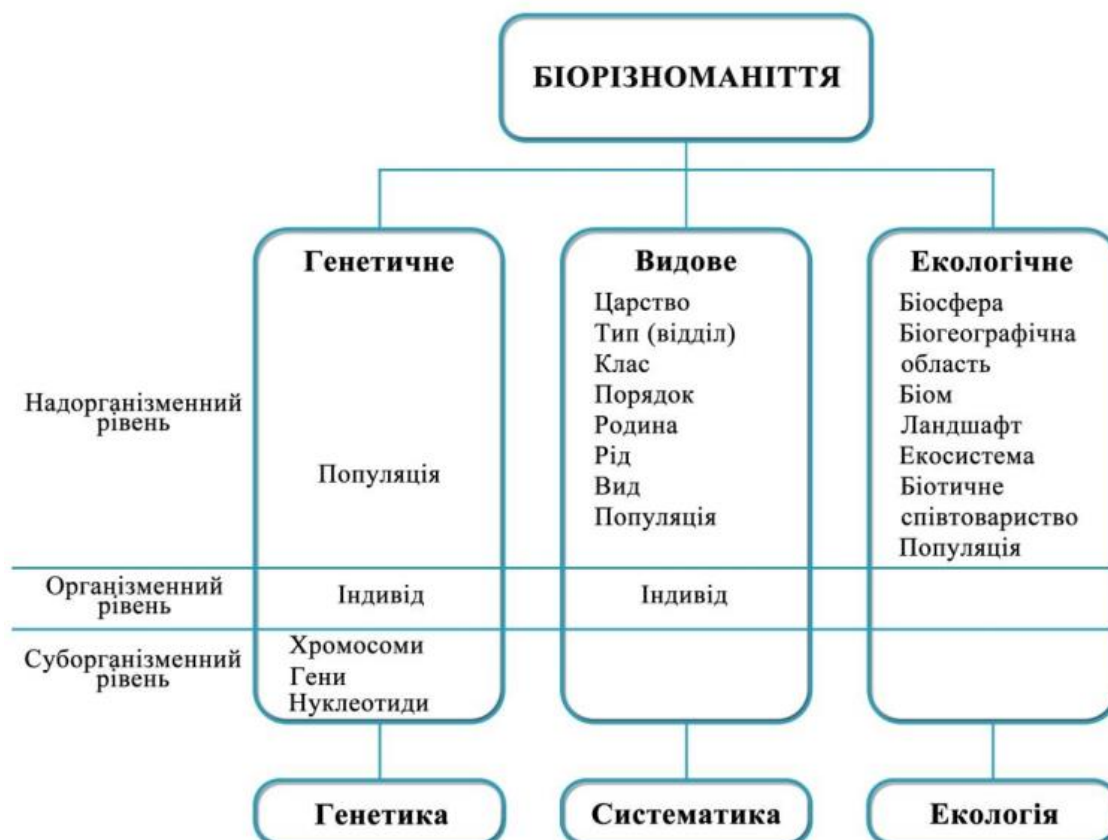 БІОРІЗНОМАНІТТЯ
Генетичне
Видове
Екологічне
Надорганізменний
рівень
Популяція
Царство
Тип (відділ)
Клас
Порядок
Родина
Рід
Вид
Популяція
Біосфера
Біогеографічна
область
Біом
Ландшафт
Екосистема
Біотичне
співтовариство
Популяція
Організменний
рівень
Індивід
Індивід
Суборганізменний
рівень
Хромосоми
Гени
Нуклеотиди
Генетика
Систематика
Екологія